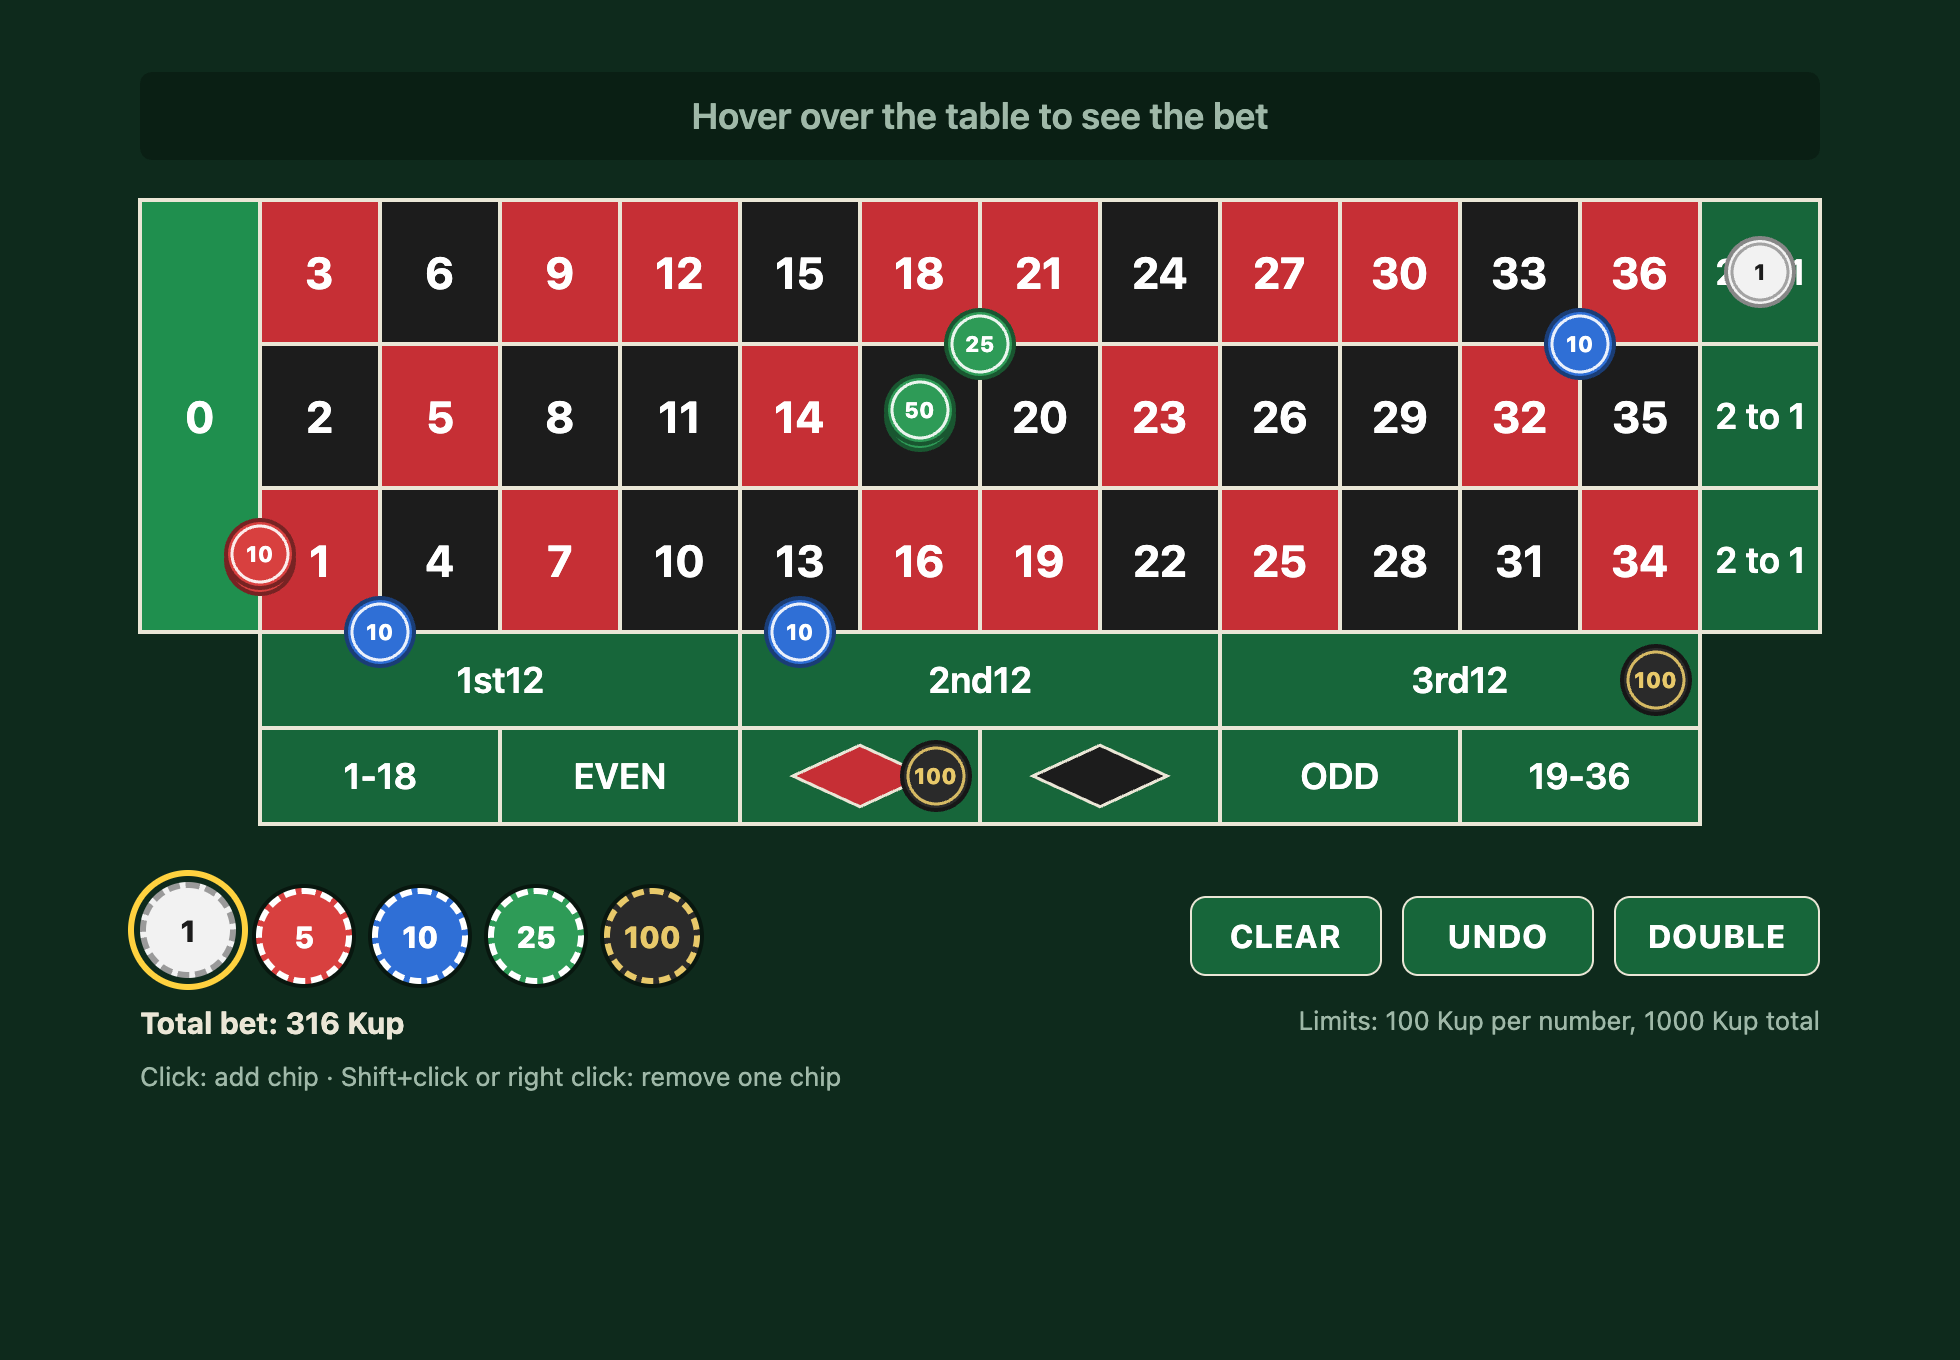 Hover over the table to see the bet
3 6 9 12 15 18 21 24 27 30 33 36 1
25 10
0 2 5 8 11 14 50 20 23 26 29 32 35 2 to 1
10 1 4 7 10 13 16 19 22 25 28 31 34 2 to 1
10 10
1st12 2nd12 3rd12 100
1-18 EVEN 100 ODD 19-36
1 5 10 25 100 CLEAR UNDO DOUBLE
Total bet: 316 Kup Limits: 100 Kup per number, 1000 Kup total
Click: add chip · Shift+click or right click: remove one chip